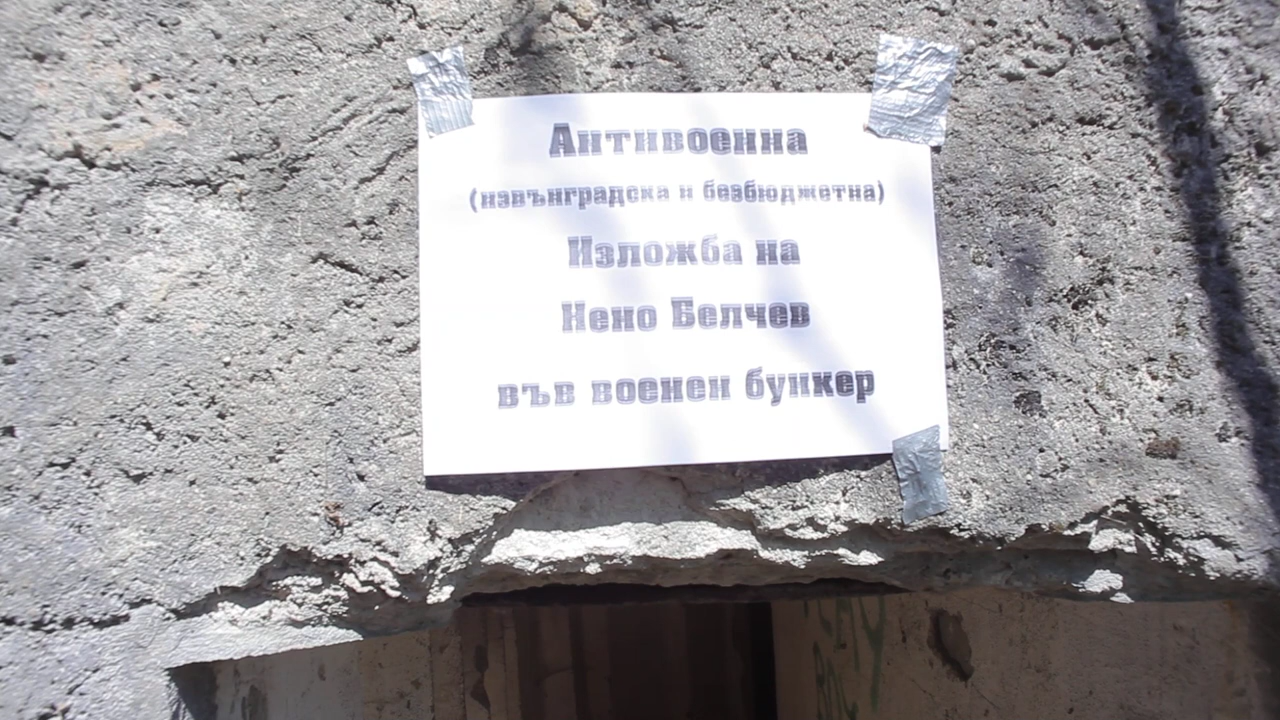 Антивоенна
(извънградска и безбюджетна)
Изложба на
Нено Белчев
във военен бункер